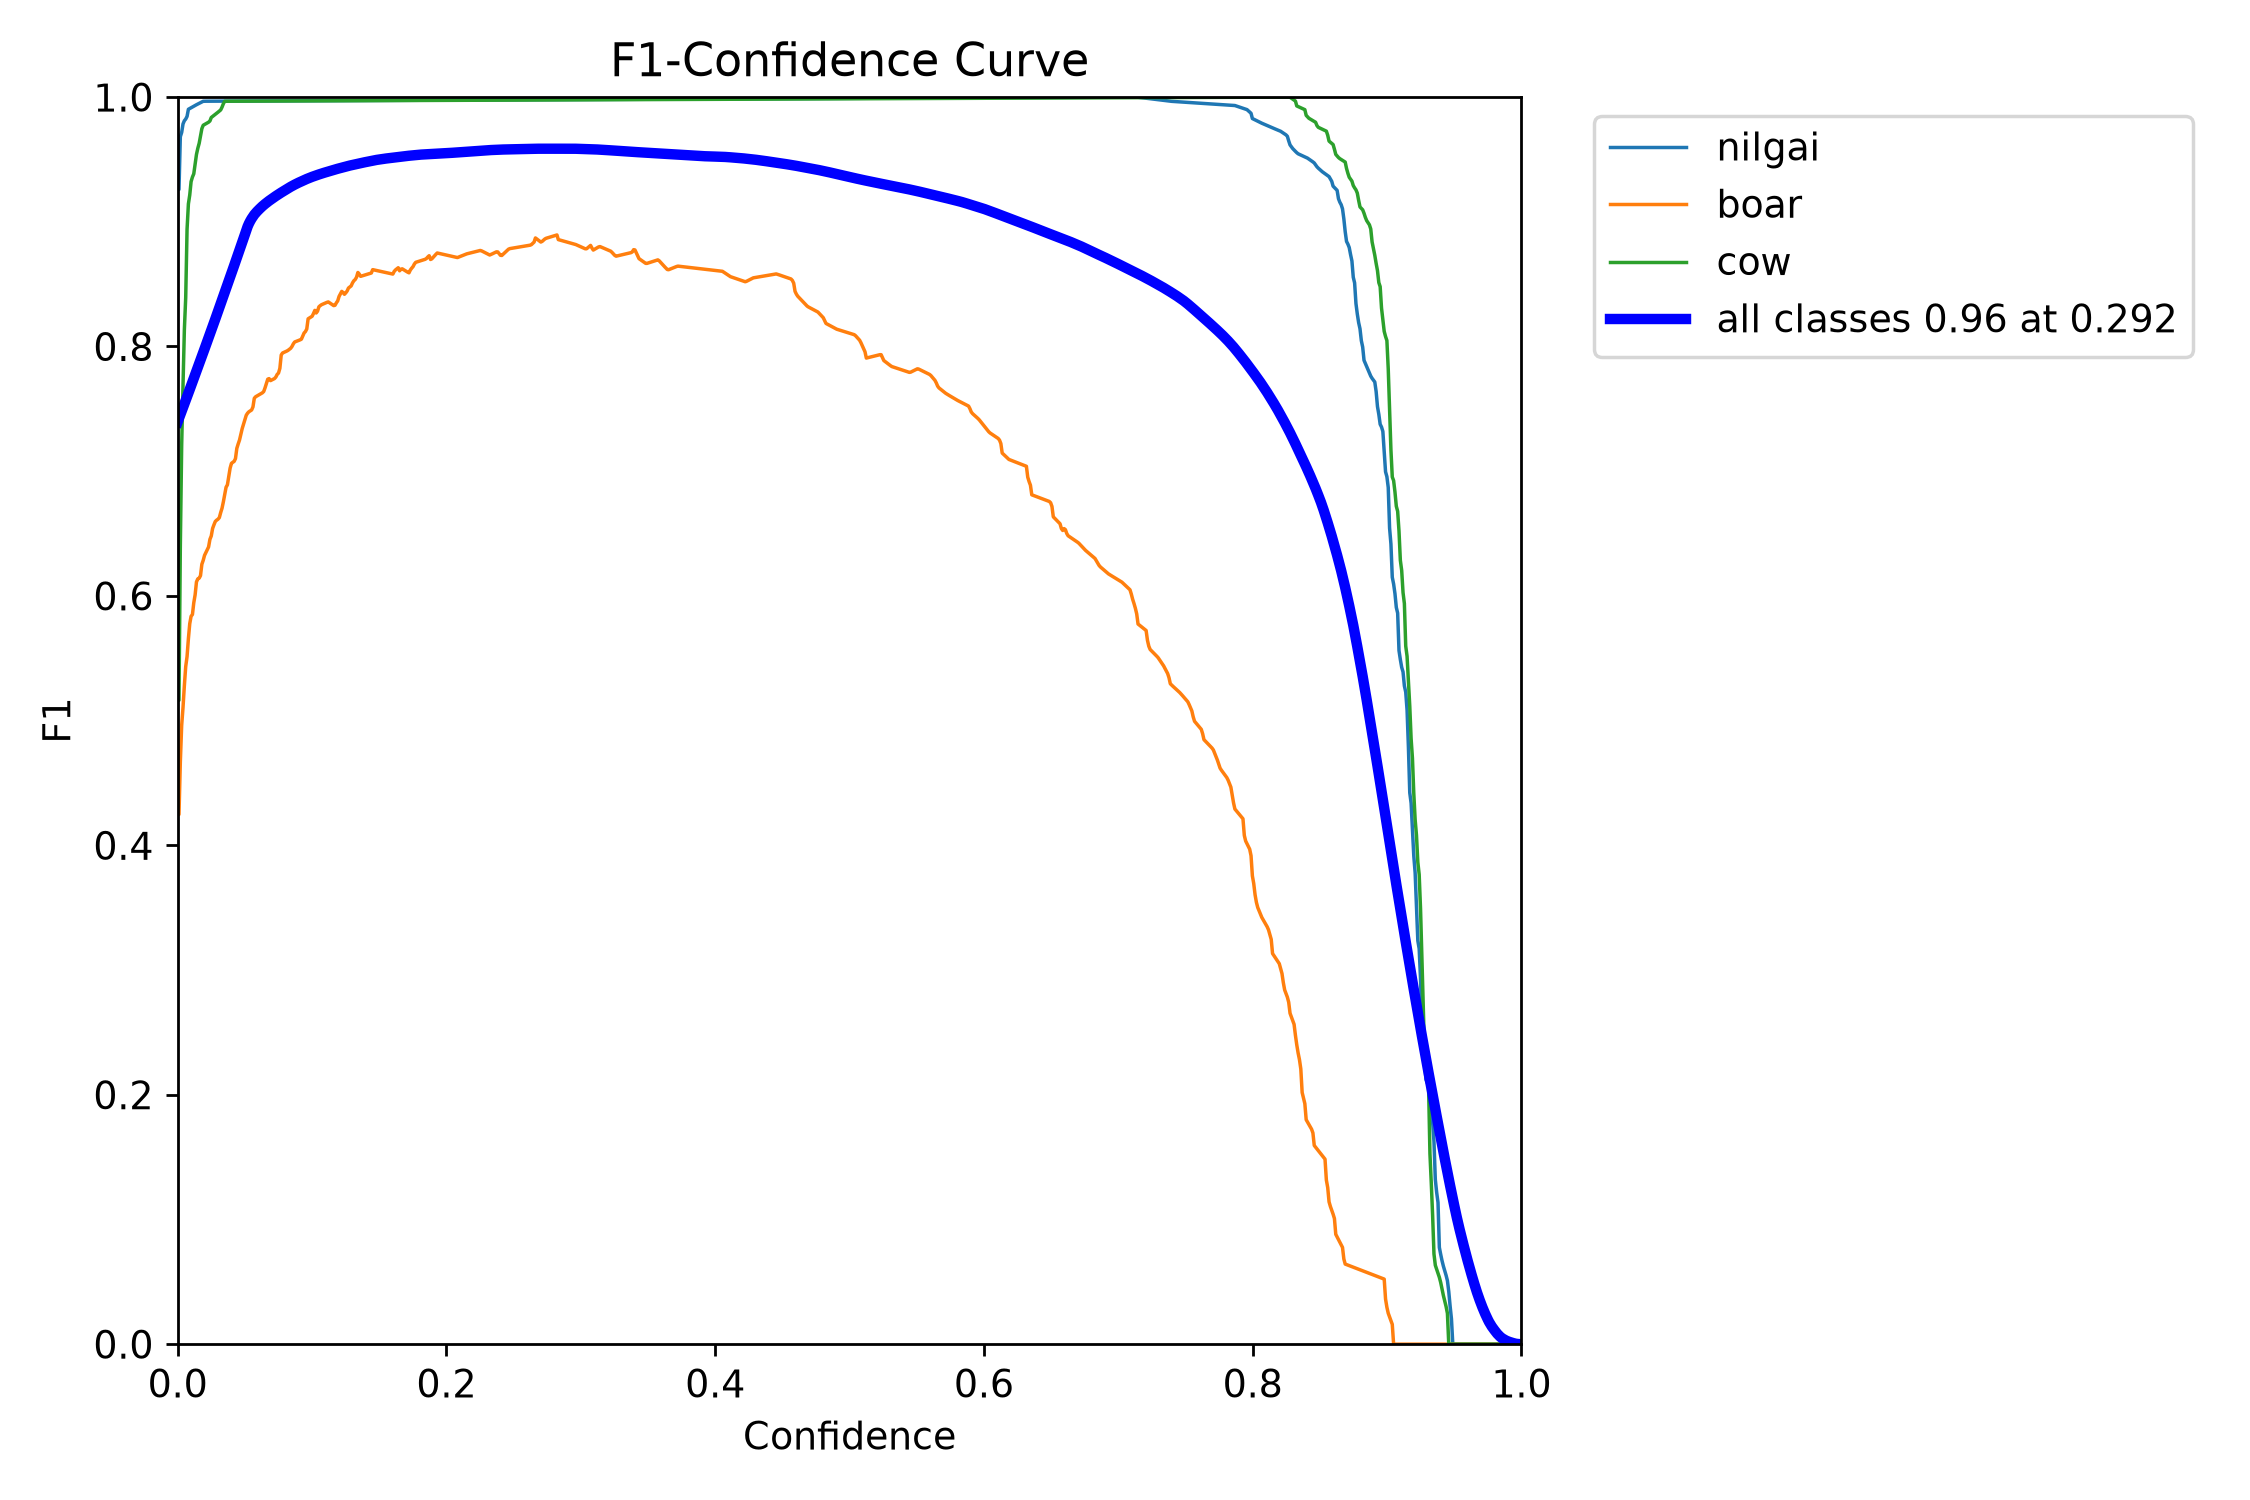 F1-Confidence Curve
1.0
0.8
0.6
0.4
0.2
0.0
F1
0.0 0.2 0.4 0.6 0.8 1.0
Confidence
nilgai
boar
cow
all classes 0.96 at 0.292